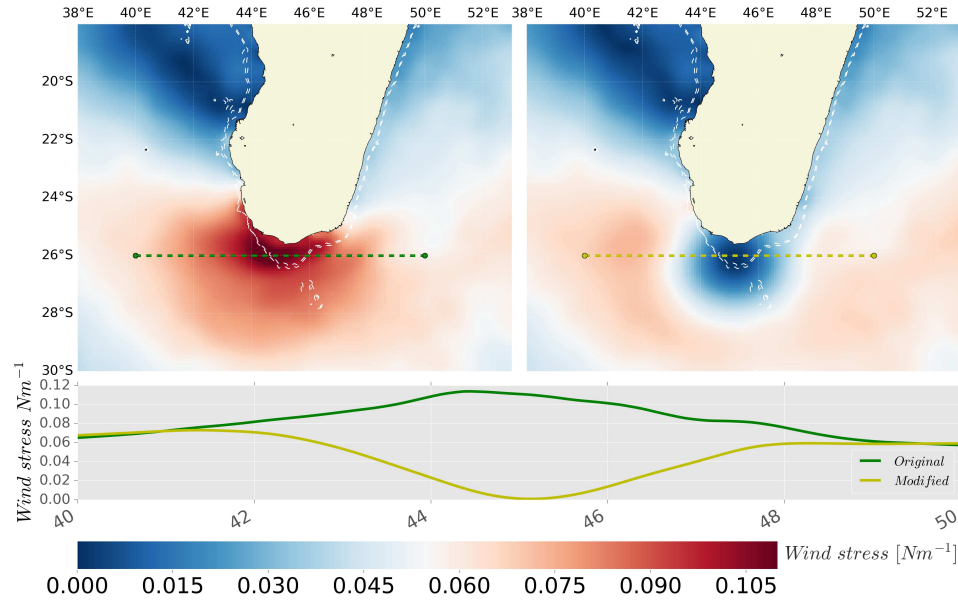 38°E 40°E 42°E 44°E 46°E 48°E 50°E 52°E 38°E 40°E 42°E 44°E 46°E 48°E 50°E 52°E
20°S
22°S
24°S
26°S
28°S
30°S
Wind stress Nm⁻¹
0.12
0.10
0.08
0.06
0.04
0.02
0.00
Original
Modified
40 42 44 46 48 50
Wind stress [Nm⁻¹]
0.000 0.015 0.030 0.045 0.060 0.075 0.090 0.105